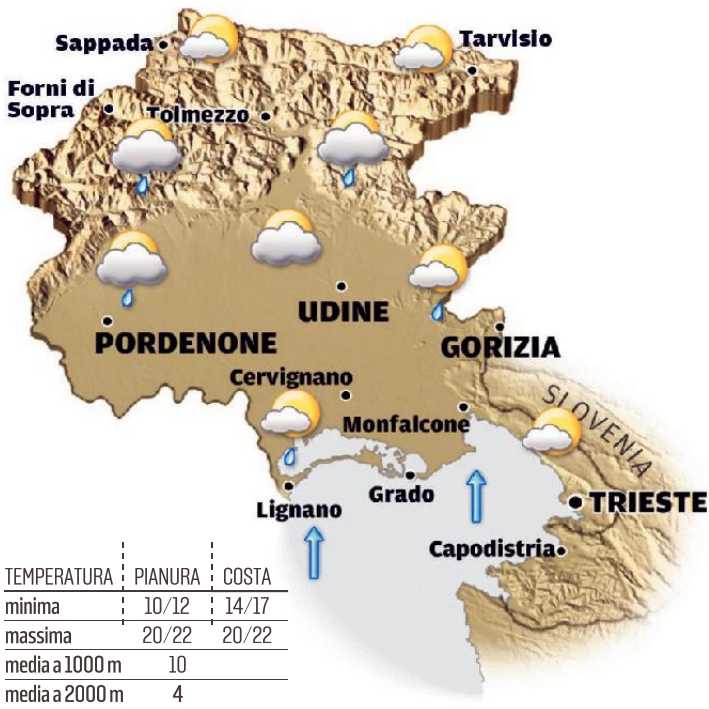 Sappada
Tarvisio
Forni di
Sopra
Tolmezzo
UDINE
PORDENONE
GORIZIA
Cervignano
SLOVENIA
Monfalcone
Grado
Lignano
TRIESTE
Capodistria
TEMPERATURA PIANURA COSTA
minima 10/12 14/17
massima 20/22 20/22
media a 1000 m 10
media a 2000 m 4